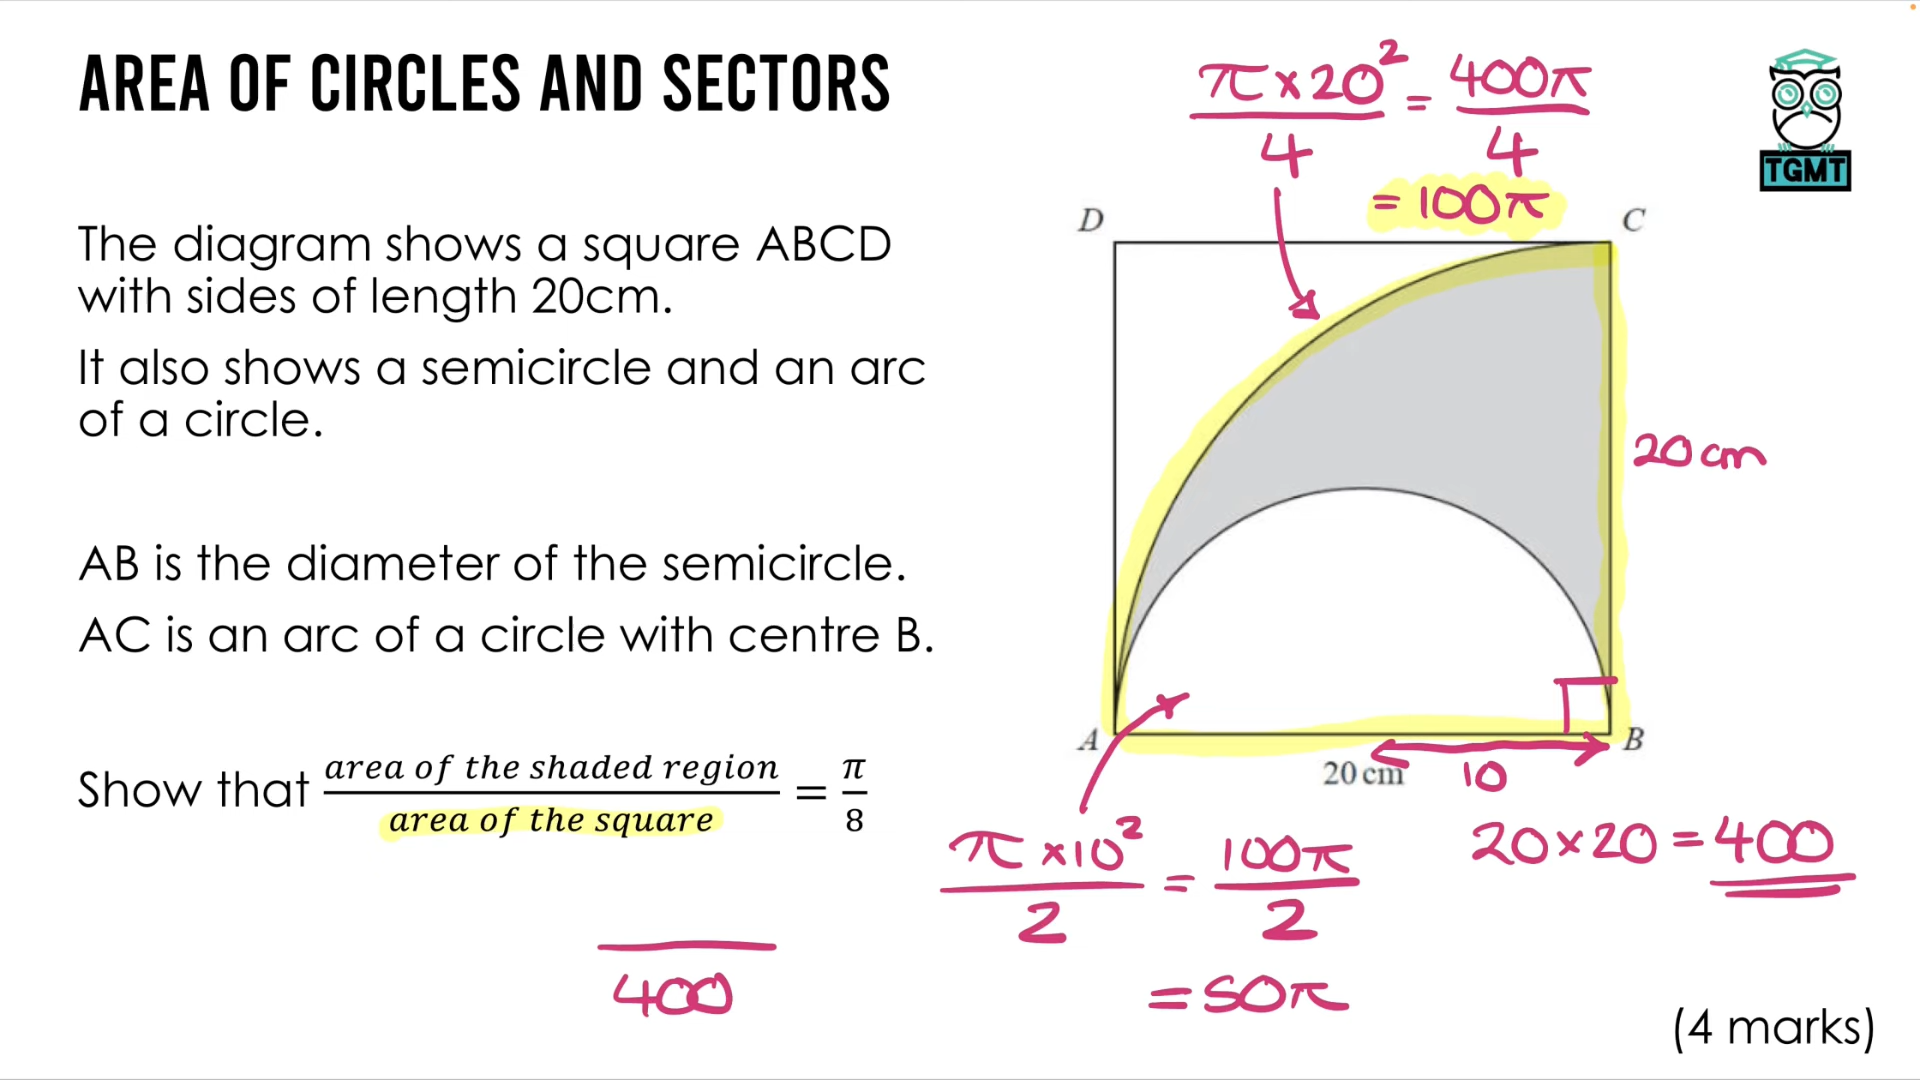 AREA OF CIRCLES AND SECTORS
The diagram shows a square ABCD
with sides of length 20cm.
It also shows a semicircle and an arc
of a circle.
AB is the diameter of the semicircle.
AC is an arc of a circle with centre B.
Show that area of the shaded region / area of the square = π / 8
400
π × 20² / 4 = 400π / 4
= 100π
TGMT
D
C
20cm
A
B
20 cm
10
π × 10² / 2 = 100π / 2
= 50π
20 × 20 = 400
(4 marks)